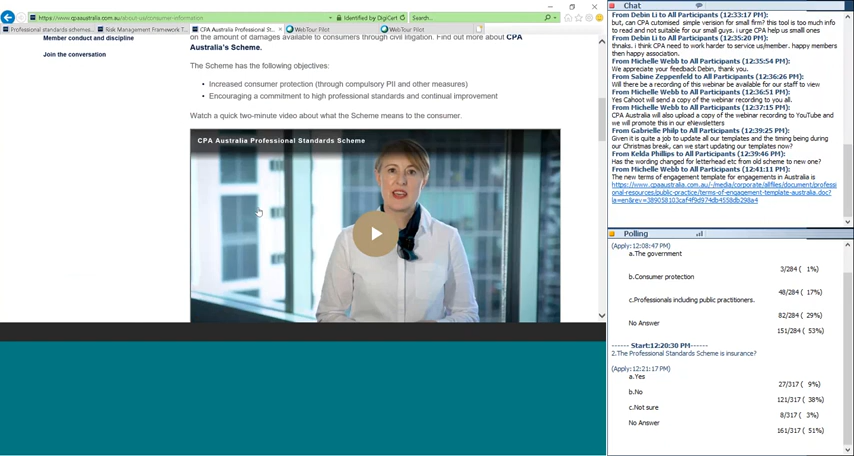 https://www.cpaaustralia.com.au/about-us/consumer-information
Identified by DigiCert
Search...
Professional standards schemes...
Risk Management Framework T...
CPA Australia Professional St...
WebTour Pilot
WebTour Pilot
Member conduct and discipline
Join the conversation
on the amount of damages available to consumers through civil litigation. Find out more about CPA
Australia's Scheme.
The Scheme has the following objectives:
• Increased consumer protection (through compulsory PII and other measures)
• Encouraging a commitment to high professional standards and continual improvement
Watch a quick two-minute video about what the Scheme means to the consumer.
CPA Australia Professional Standards Scheme
Chat
From Debin Li to All Participants (12:33:17 PM):
but, can CPA cutomised simple version for small firm? this tool is too much info
to read and not suitable for our small guys. i urge CPA help us small ones
From Debin Li to All Participants (12:35:20 PM):
thnaks. i think CPA need to work harder to service us/member. happy members
then happy association.
From Michelle Webb to All Participants (12:35:54 PM):
We appreciate your feedback Debin, thank you.
From Sabine Zeppenfeld to All Participants (12:36:26 PM):
Will there be a recording of this webinar be available for our staff to view
From Michelle Webb to All Participants (12:36:51 PM):
Yes Cahoot will send a copy of the webinar recording to you all.
From Michelle Webb to All Participants (12:37:15 PM):
CPA Australia will also upload a copy of the webinar recording to YouTube and
we will promote this in our eNewsletters
From Gabrielle Philp to All Participants (12:39:25 PM):
Given it is quite a job to update all our templates and the timing being during
our Christmas break, can we start updating our templates now?
From Kelda Phillips to All Participants (12:39:46 PM):
Has the wording changed for letterhead etc from old scheme to new one?
From Michelle Webb to All Participants (12:41:11 PM):
The new terms of engagement template for engagements in Australia is
https://www.cpaaustralia.com.au/-/media/corporate/allfiles/document/profess
ional-resources/public-practice/terms-of-engagement-template-australia.doc?
la=en&rev=389058103caf4f9d974db4558db298a4
Polling
(Apply: 12:08:47 PM)
a.The government
3/284 ( 1%)
b.Consumer protection
48/284 ( 17%)
c.Professionals including public practitioners.
82/284 ( 29%)
No Answer
151/284 ( 53%)
------ Start:12:20:30 PM------
2.The Professional Standards Scheme is insurance?
(Apply: 12:21:17 PM)
a.Yes
27/317 ( 9%)
b.No
121/317 ( 38%)
c.Not sure
8/317 ( 3%)
No Answer
161/317 ( 51%)